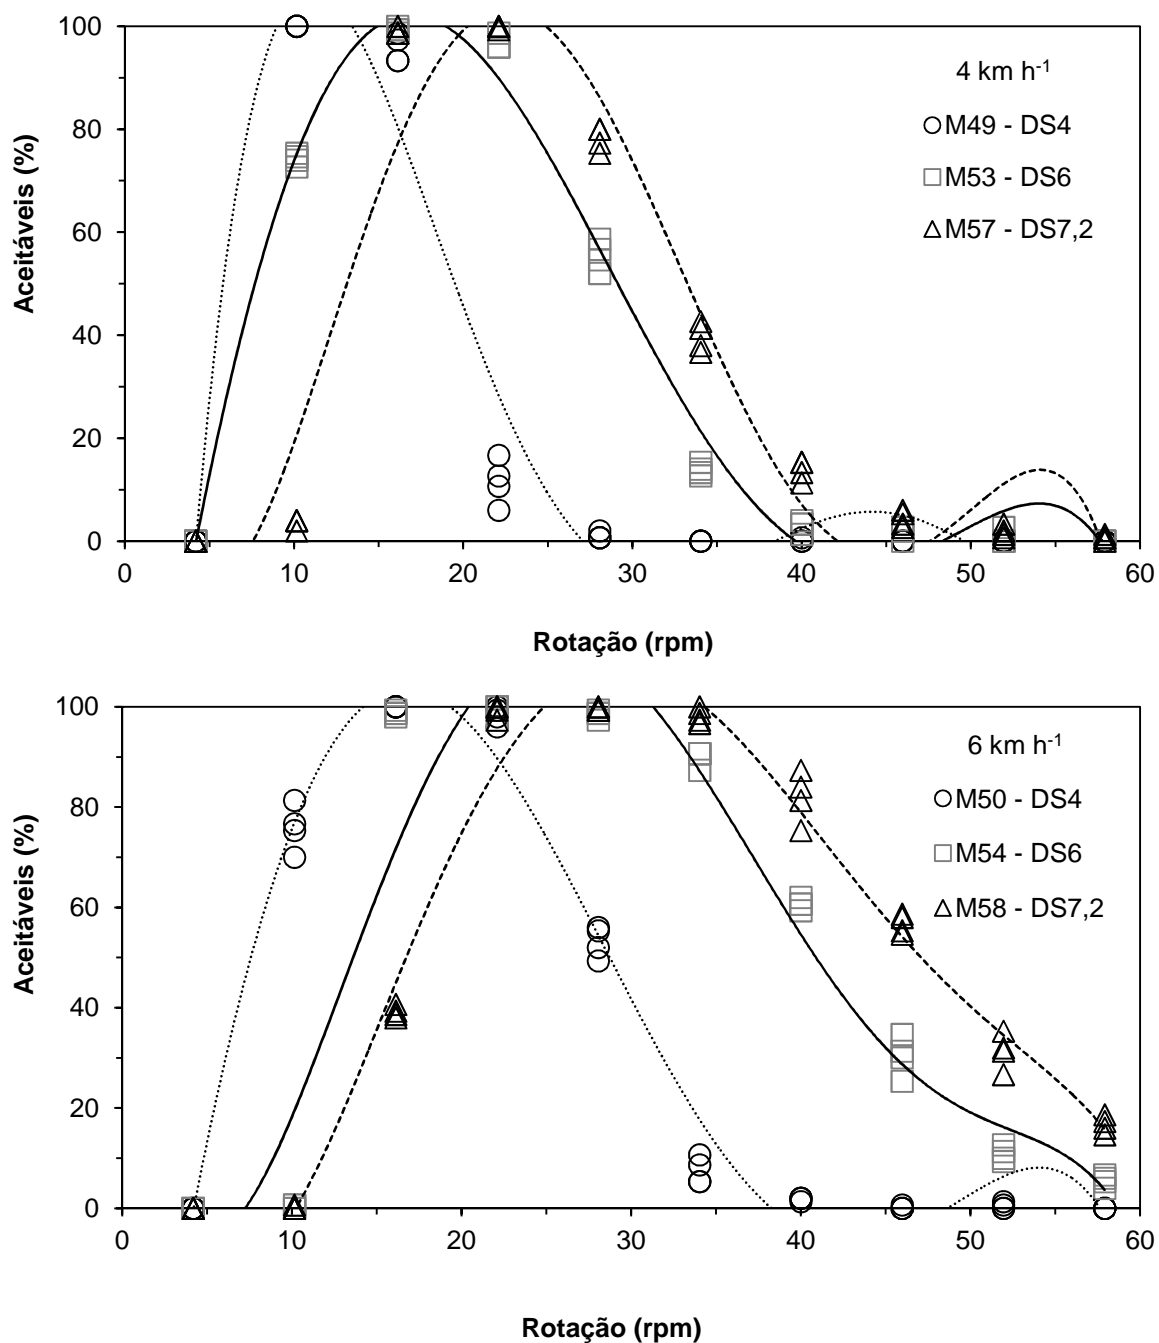 100
80
60
40
20
0
Aceitáveis (%)
4 km h-1
M49 - DS4
M53 - DS6
M57 - DS7,2
0 10 20 30 40 50 60
Rotação (rpm)
100
80
60
40
20
0
Aceitáveis (%)
6 km h-1
M50 - DS4
M54 - DS6
M58 - DS7,2
0 10 20 30 40 50 60
Rotação (rpm)